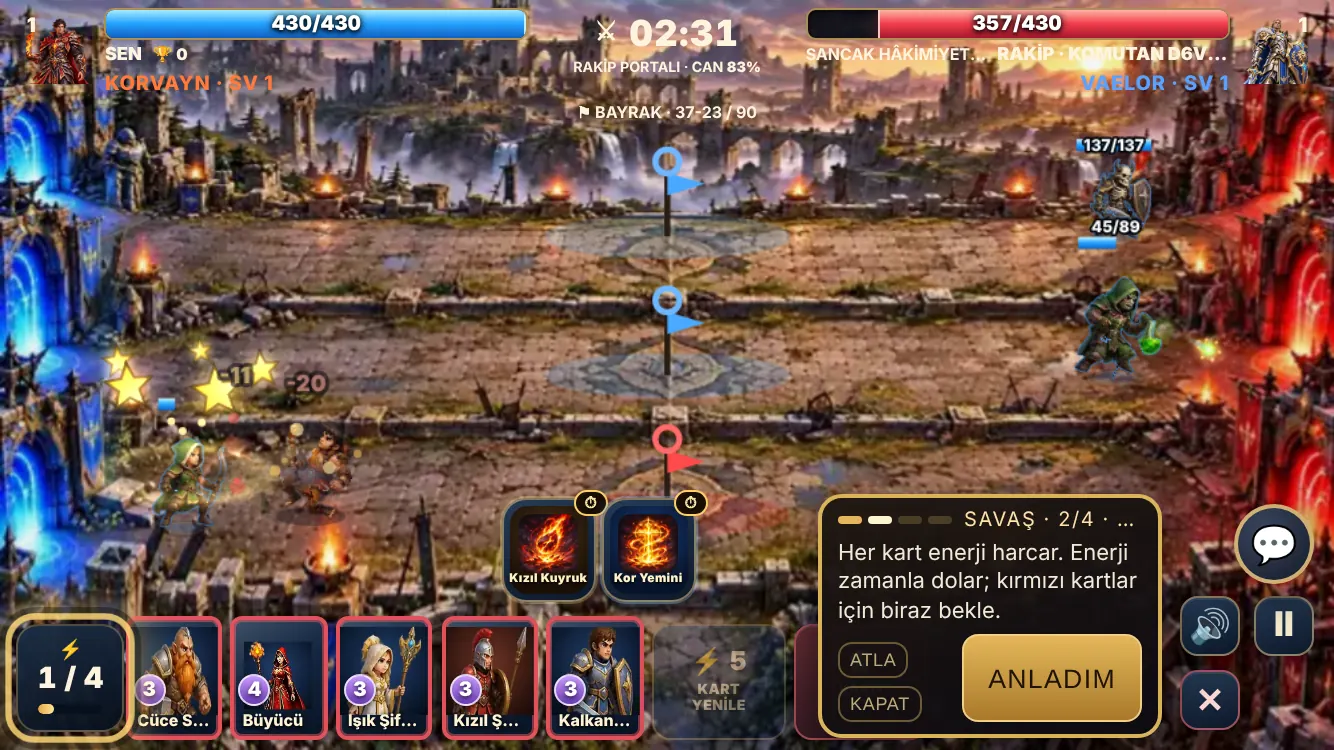 1
430/430
SEN 🏆 0
KORVAYN · SV 1
02:31
RAKİP PORTALI · CAN 83%
BAYRAK · 37-23 / 90
357/430
SANCAK HÂKİMİYET… RAKİP · KOMUTAN D6V…
VAELOR · SV 1
1
137/137
45/89
-11
-20
Kızıl Kuyruk
Kor Yemini
SAVAŞ · 2/4 · …
Her kart enerji harcar. Enerji
zamanla dolar; kırmızı kartlar
için biraz bekle.
ATLA
KAPAT
ANLADIM
1 / 4
3
Cüce S…
4
Büyücü
3
Işık Şif…
3
Kızıl Ş…
3
Kalkan…
5
KART
YENİLE